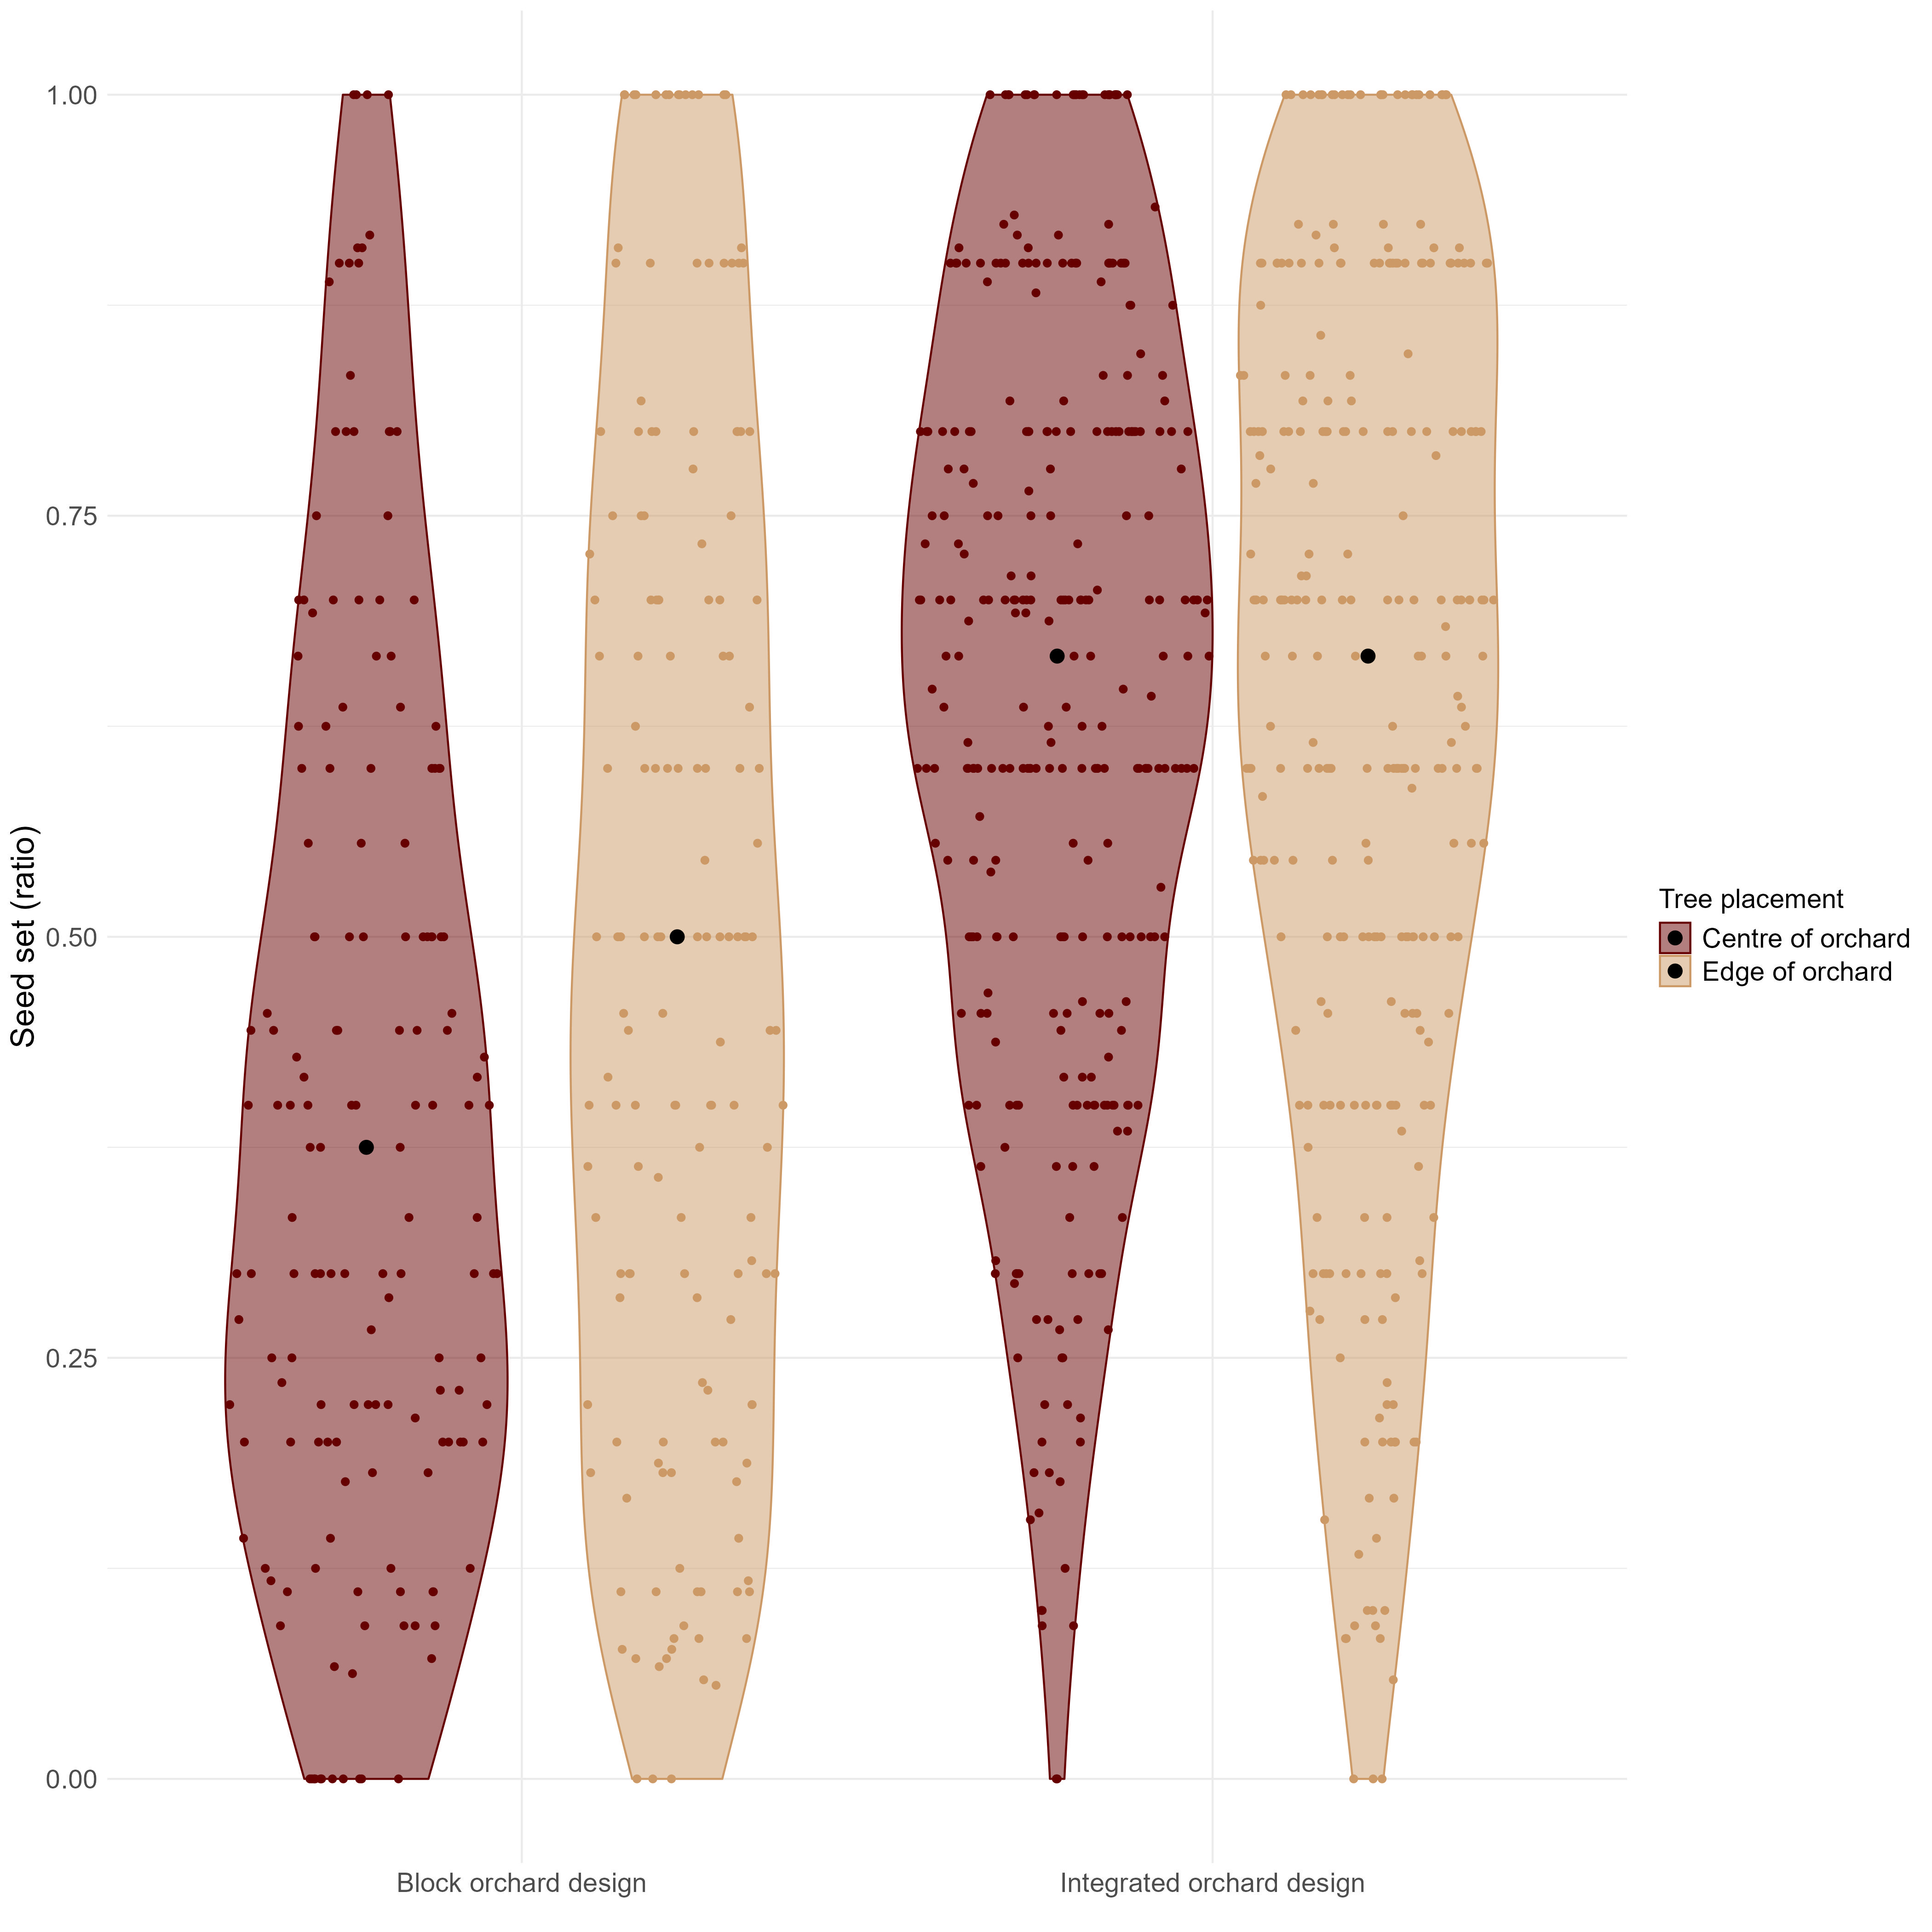 Seed set (ratio)
1.00
0.75
0.50
0.25
0.00
Block orchard design
Integrated orchard design
Tree placement
Centre of orchard
Edge of orchard